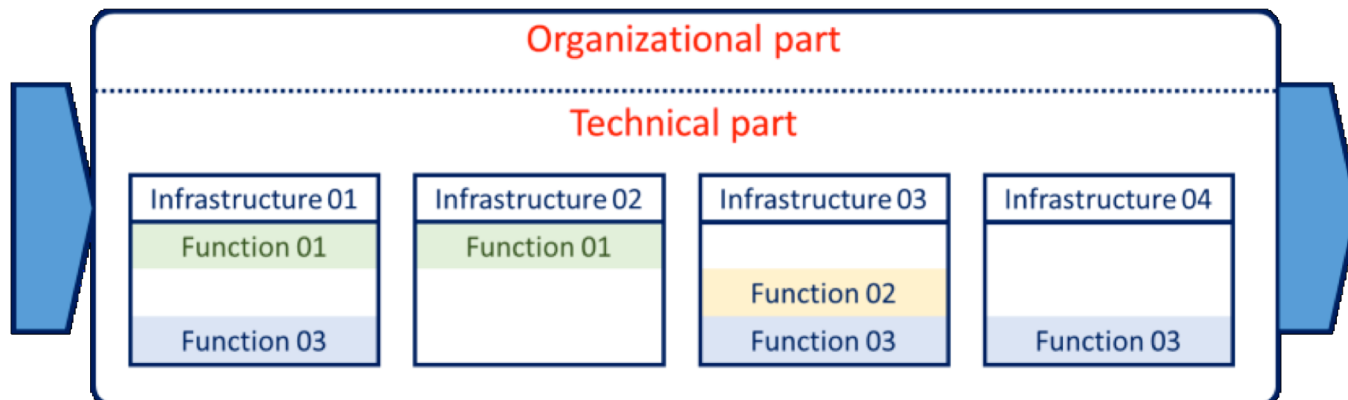 Organizational part
Technical part
Infrastructure 01
Function 01
Function 03
Infrastructure 02
Function 01
Infrastructure 03
Function 02
Function 03
Infrastructure 04
Function 03